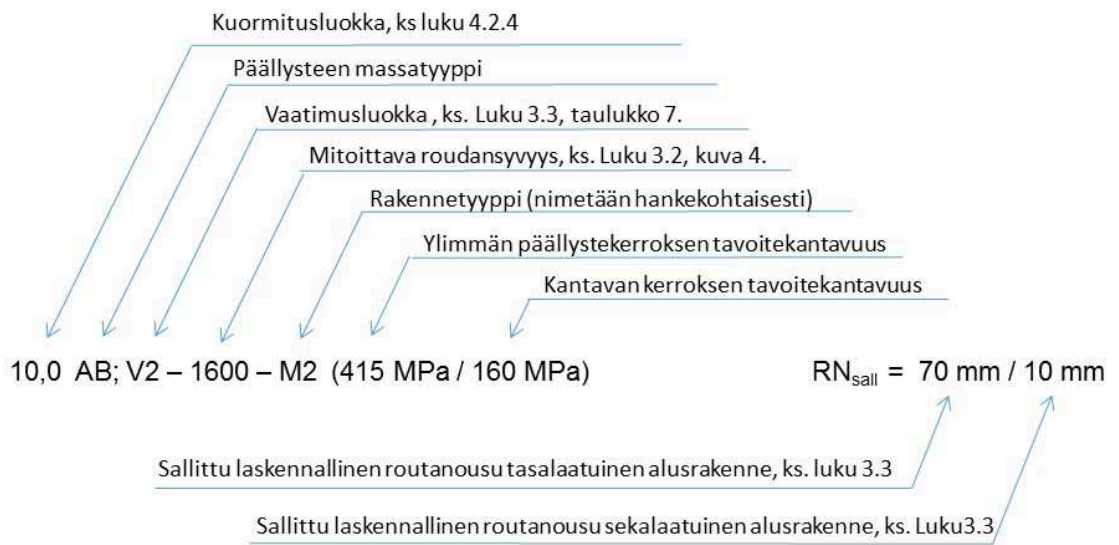 Kuormitusluokka, ks luku 4.2.4
Päällysteen massatyyppi
Vaatimusluokka , ks. Luku 3.3, taulukko 7.
Mitoittava roudansyvyys, ks. Luku 3.2, kuva 4.
Rakennetyyppi (nimetään hankekohtaisesti)
Ylimmän päällystekerroksen tavoitekantavuus
Kantavan kerroksen tavoitekantavuus
10,0 AB; V2 – 1600 – M2 (415 MPa / 160 MPa) RNsall = 70 mm / 10 mm
Sallittu laskennallinen routanousu tasalaatuinen alusrakenne, ks. luku 3.3
Sallittu laskennallinen routanousu sekalaatuinen alusrakenne, ks. Luku3.3